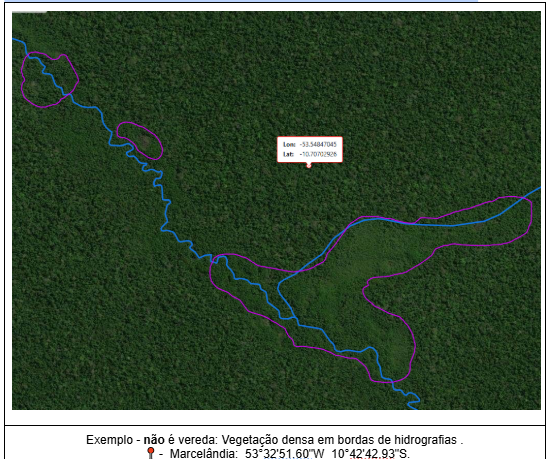 Lon: -53.54847045
Lat: -10.70702926
Exemplo - não é vereda: Vegetação densa em bordas de hidrografias .
- Marcelândia: 53°32'51.60"W 10°42'42.93"S.